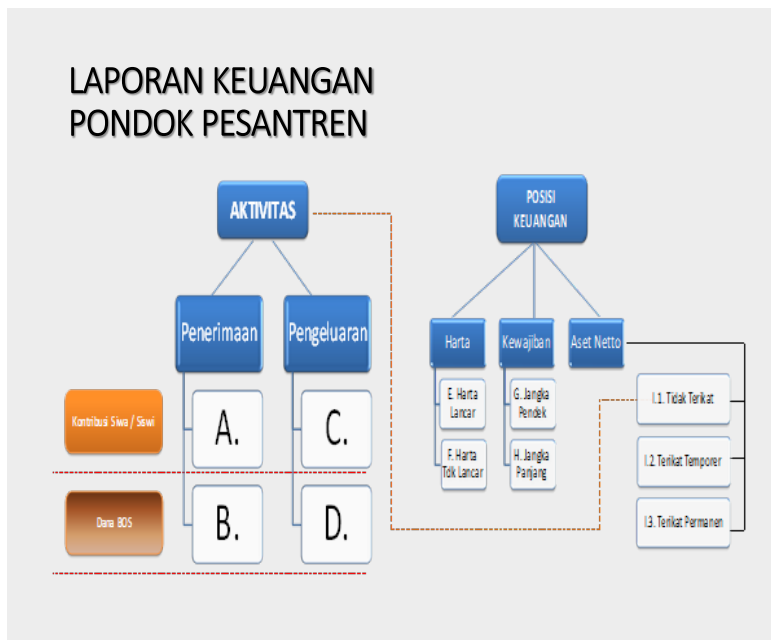 LAPORAN KEUANGAN
PONDOK PESANTREN
AKTIVITAS
Penerimaan
Pengeluaran
Kontribusi Siwa / Siswi
A.
C.
Dana BOS
B.
D.
POSISI
KEUANGAN
Harta
Kewajiban
Aset Netto
E. Harta
Lancar
F. Harta
Tdk Lancar
G. Jangka
Pendek
H. Jangka
Panjang
I.1. Tidak Terikat
I.2. Terikat Temporer
I.3. Terikat Permanen